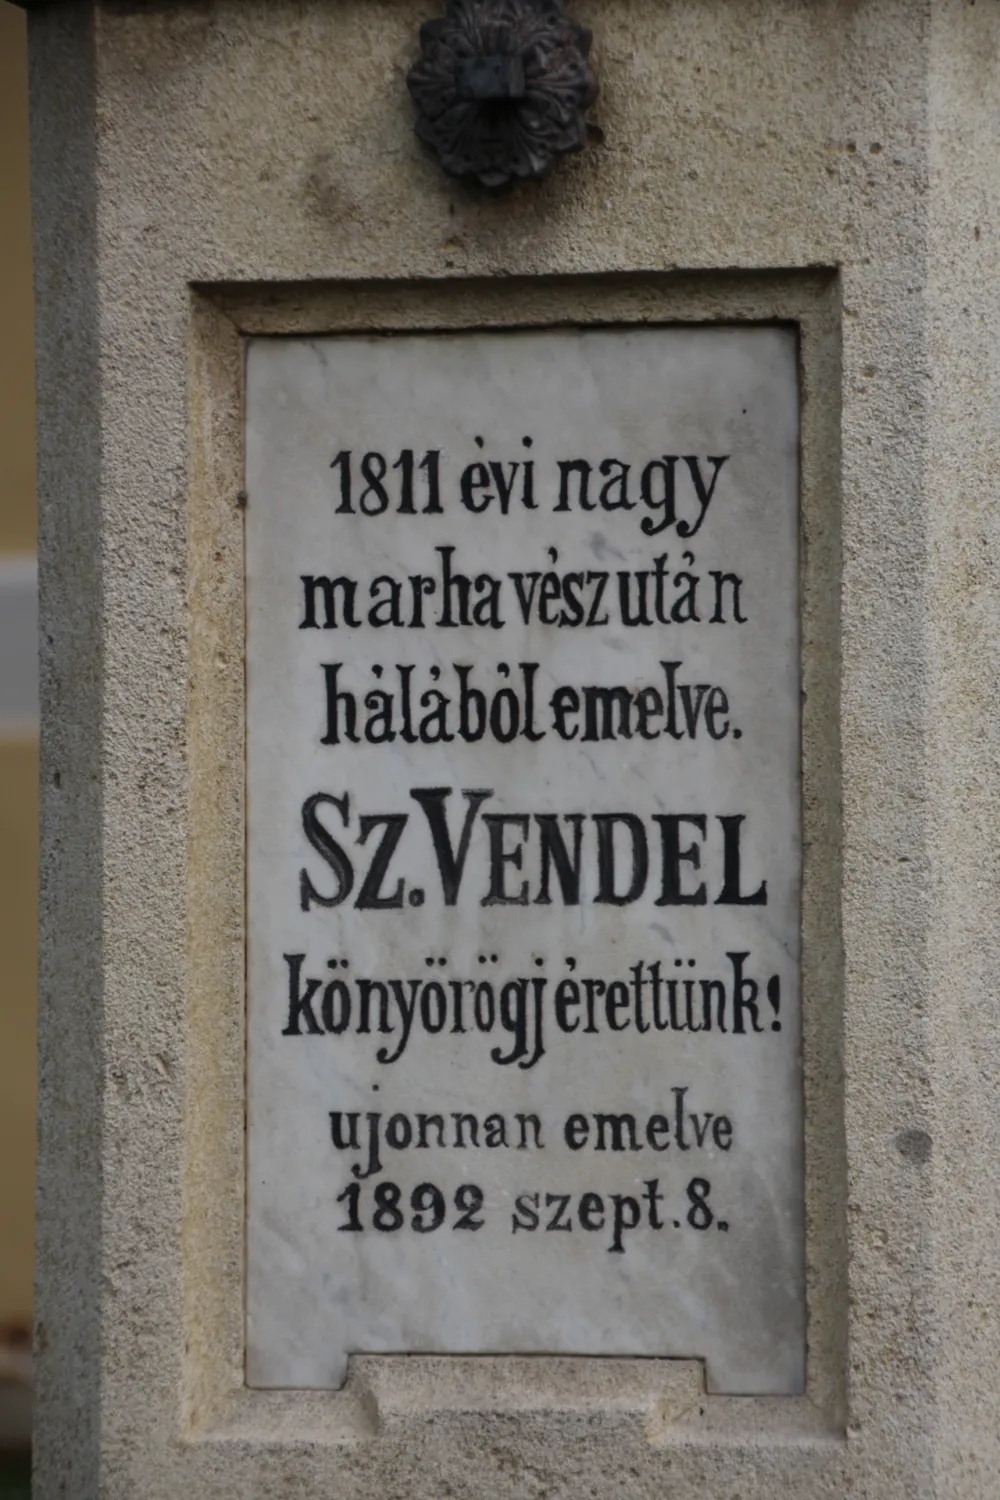 1811 évi nagy
marhavész után
hálából emelve.
SZ. VENDEL
könyörögj érettünk!
ujonnan emelve
1892 szept. 8.